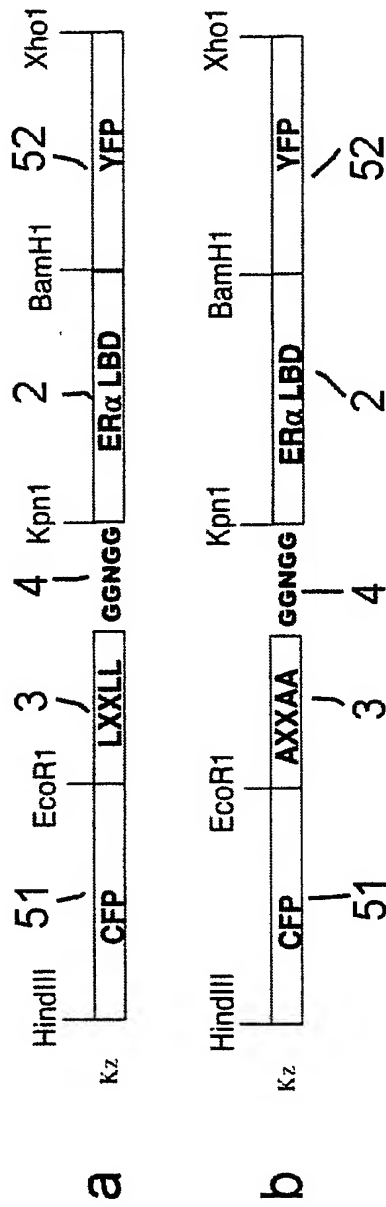 a
HindIII EcoR1 Kpn1 BamH1 Xho1
51 3 4 2 52
Kz CFP LXXLL GGNGG ERα LBD YFP
b
HindIII EcoR1 Kpn1 BamH1 Xho1
Kz CFP AXXAA GGNGG ERα LBD YFP
51 3 4 2 52